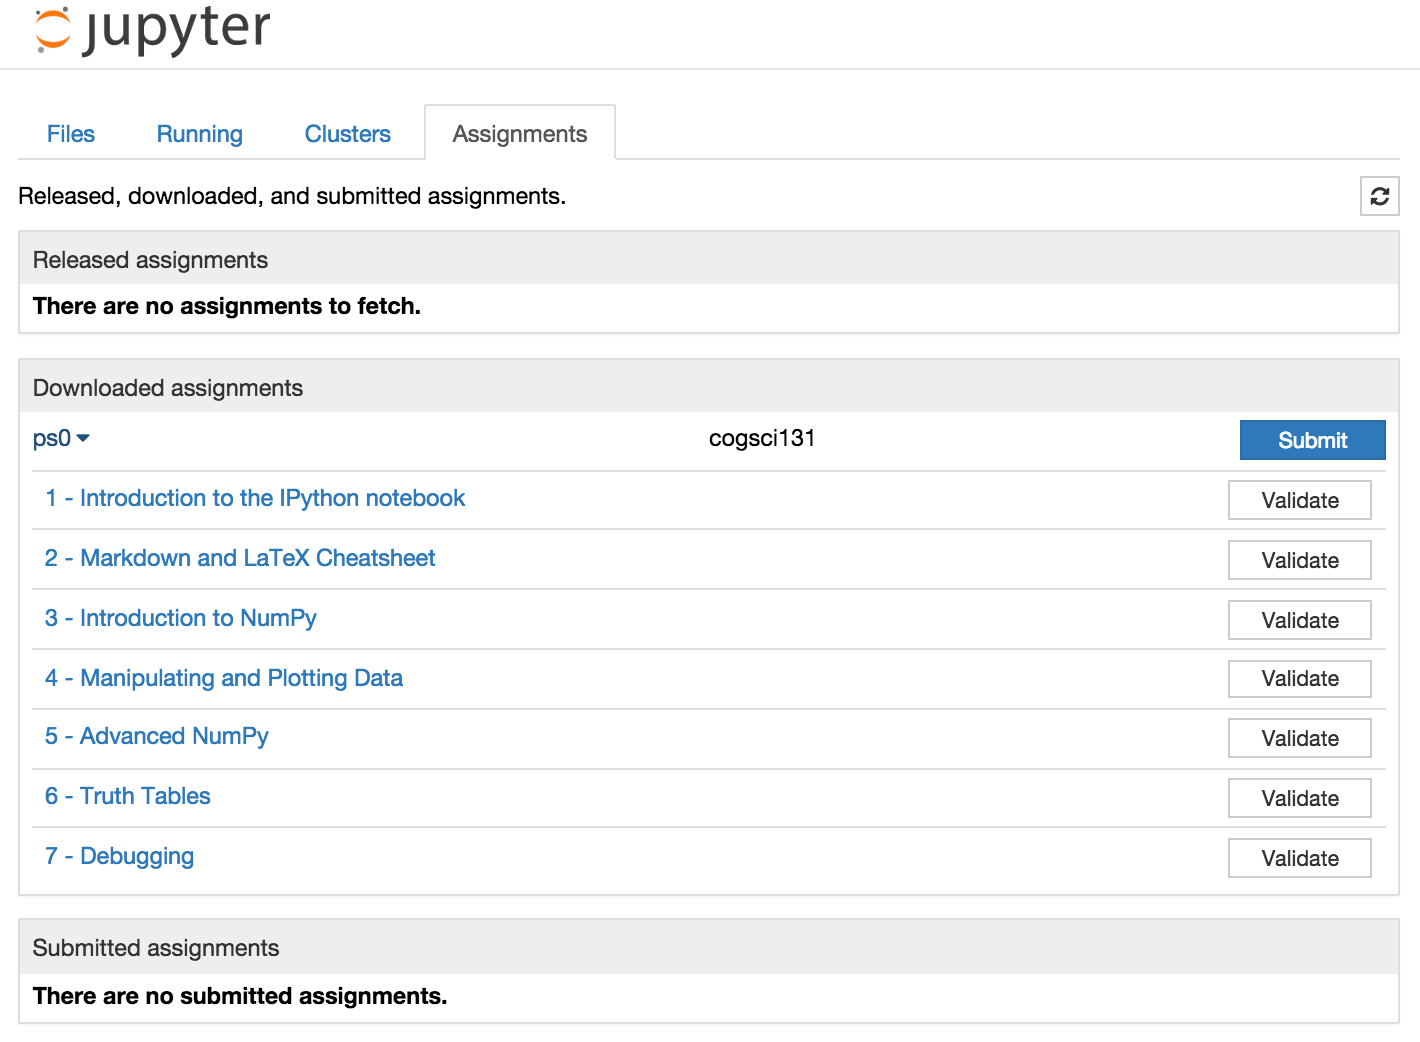 jupyter
Files Running Clusters Assignments
Released, downloaded, and submitted assignments.
Released assignments
There are no assignments to fetch.
Downloaded assignments
ps0 cogsci131 Submit
1 - Introduction to the IPython notebook Validate
2 - Markdown and LaTeX Cheatsheet Validate
3 - Introduction to NumPy Validate
4 - Manipulating and Plotting Data Validate
5 - Advanced NumPy Validate
6 - Truth Tables Validate
7 - Debugging Validate
Submitted assignments
There are no submitted assignments.